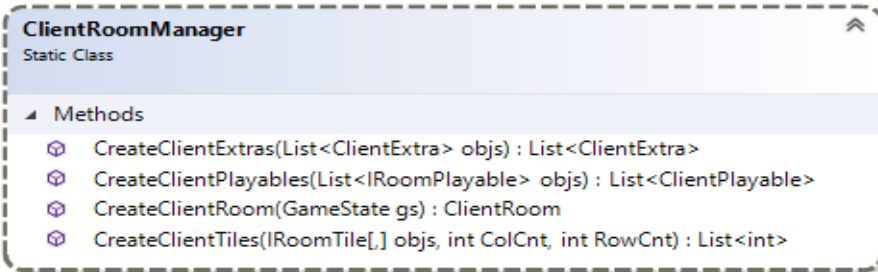 ClientRoomManager
Static Class
Methods
CreateClientExtras(List<ClientExtra> objs) : List<ClientExtra>
CreateClientPlayables(List<IRoomPlayable> objs) : List<ClientPlayable>
CreateClientRoom(GameState gs) : ClientRoom
CreateClientTiles(IRoomTile[,] objs, int ColCnt, int RowCnt) : List<int>